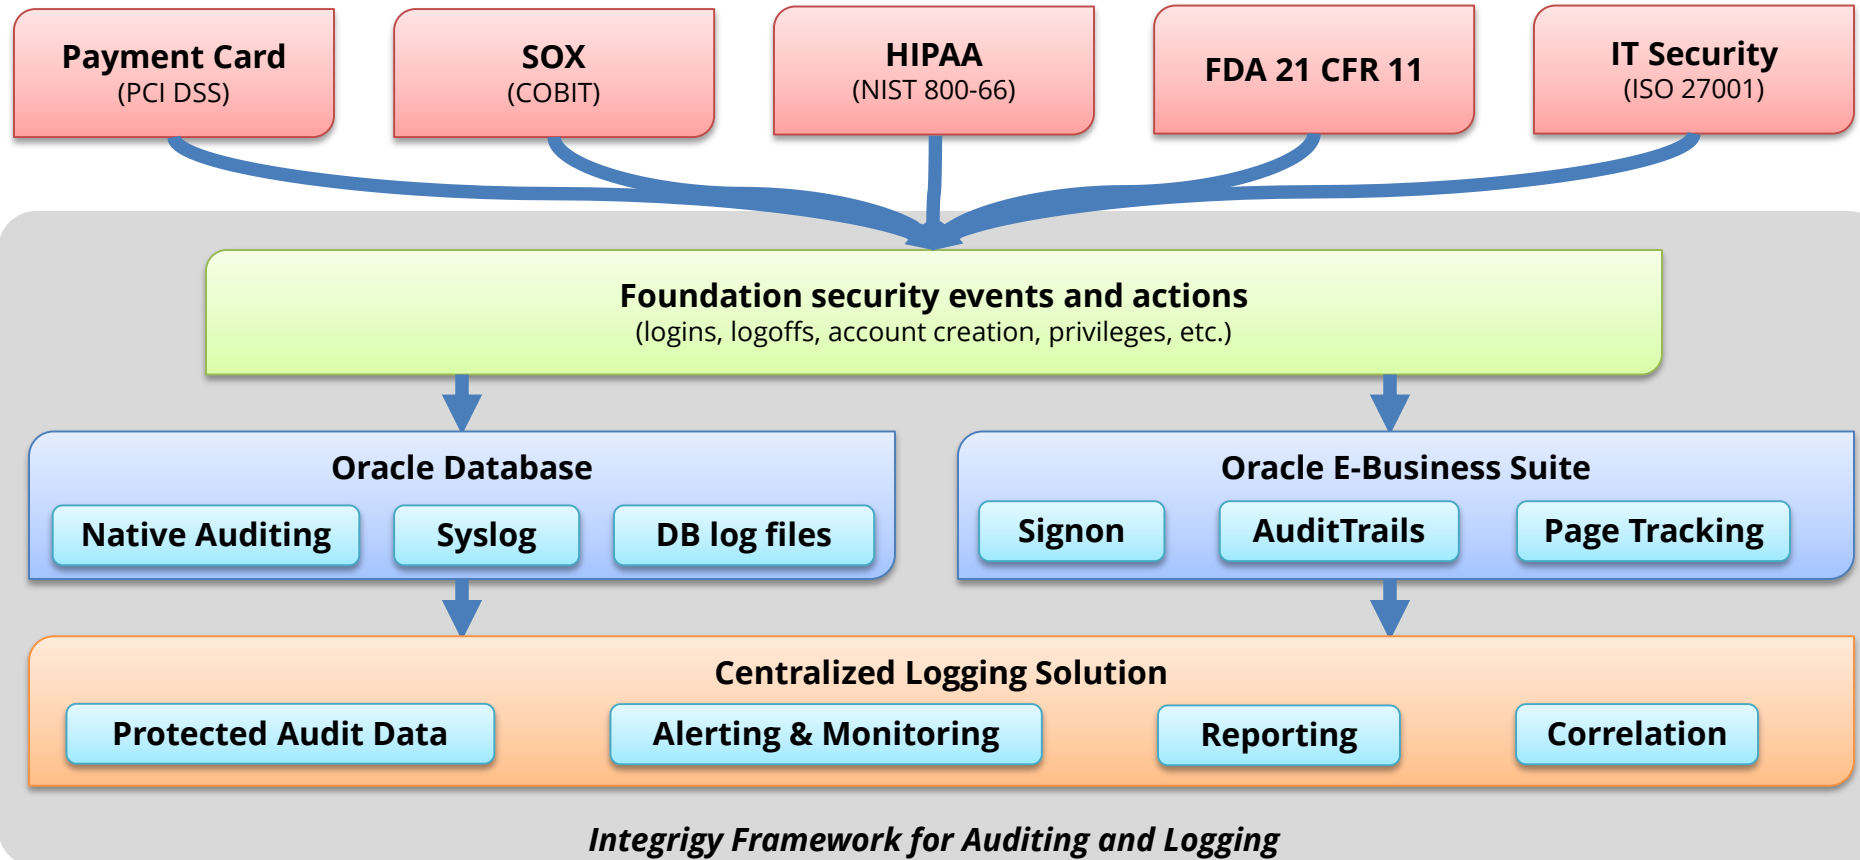 Payment Card
(PCI DSS)
SOX
(COBIT)
HIPAA
(NIST 800-66)
FDA 21 CFR 11
IT Security
(ISO 27001)
Foundation security events and actions
(logins, logoffs, account creation, privileges, etc.)
Oracle Database
Native Auditing
Syslog
DB log files
Oracle E-Business Suite
Signon
AuditTrails
Page Tracking
Centralized Logging Solution
Protected Audit Data
Alerting & Monitoring
Reporting
Correlation
Integrigy Framework for Auditing and Logging